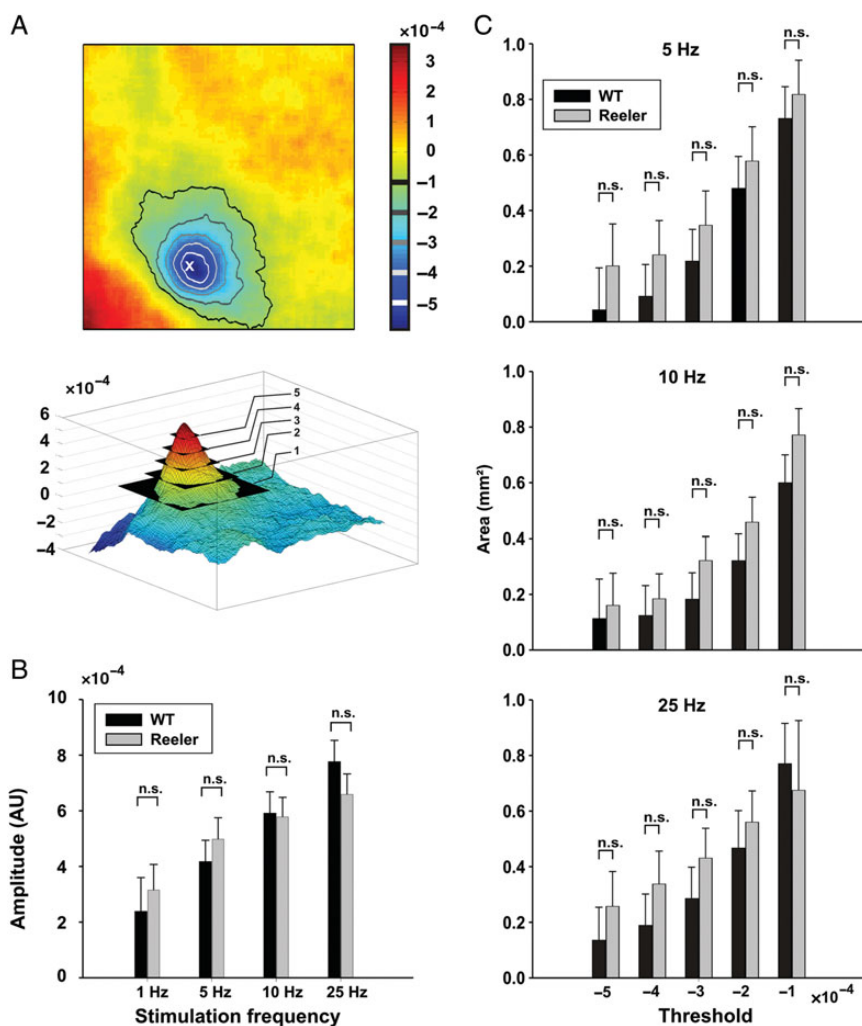 A
×10⁻⁴
3
2
1
0
−1
−2
−3
−4
−5
x
×10⁻⁴
6
4
2
0
−2
−4
5
4
3
2
1
B
×10⁻⁴
10
8
6
4
2
0
Amplitude (AU)
WT
Reeler
n.s.
n.s.
n.s.
n.s.
1 Hz 5 Hz 10 Hz 25 Hz
Stimulation frequency
C
5 Hz
WT
Reeler
1.0
0.8
0.6
0.4
0.2
0.0
n.s.
n.s.
n.s.
n.s.
n.s.
10 Hz
1.0
0.8
0.6
0.4
0.2
0.0
Area (mm²)
n.s.
n.s.
n.s.
n.s.
n.s.
25 Hz
1.0
0.8
0.6
0.4
0.2
0.0
n.s.
n.s.
n.s.
n.s.
n.s.
−5 −4 −3 −2 −1 ×10⁻⁴
Threshold